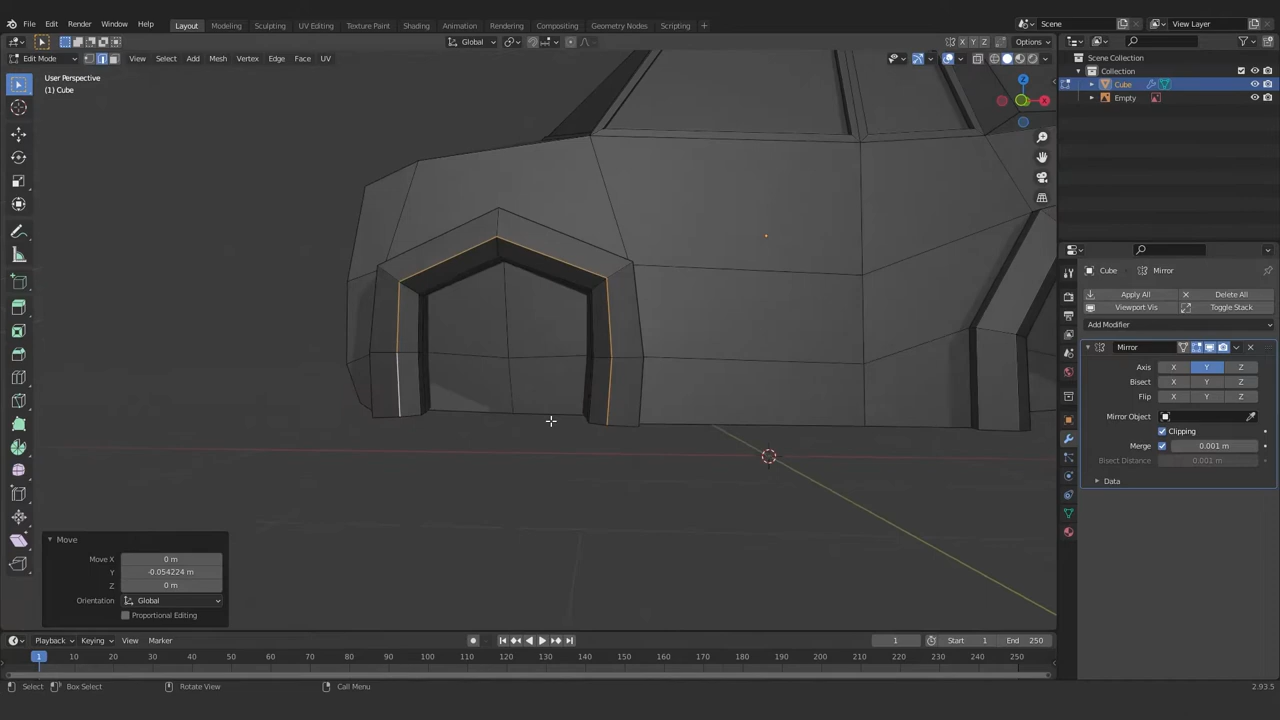 File Edit Render Window Help Layout Modeling Sculpting UV Editing Texture Paint Shading Animation Rendering Compositing Geometry Nodes Scripting + Scene View Layer
Global X Y Z Options
Edit Mode View Select Add Mesh Vertex Edge Face UV
User Perspective
(1) Cube
Z
X
Scene Collection
Collection
Cube
Empty
Cube Mirror
Apply All Delete All
Viewport Vis Toggle Stack
Add Modifier
Mirror
Axis X Y Z
Bisect X Y Z
Flip X Y Z
Mirror Object
Clipping
Merge 0.001 m
Bisect Distance 0.001 m
Data
Move
Move X 0 m
Y -0.054224 m
Z 0 m
Orientation Global
Proportional Editing
Playback Keying View Marker 1 Start 1 End 250
1 10 20 30 40 50 60 70 80 90 100 110 120 130 140 150 160 170 180 190 200 210 220 230 240 250
Select Box Select Rotate View Call Menu 2.93.5